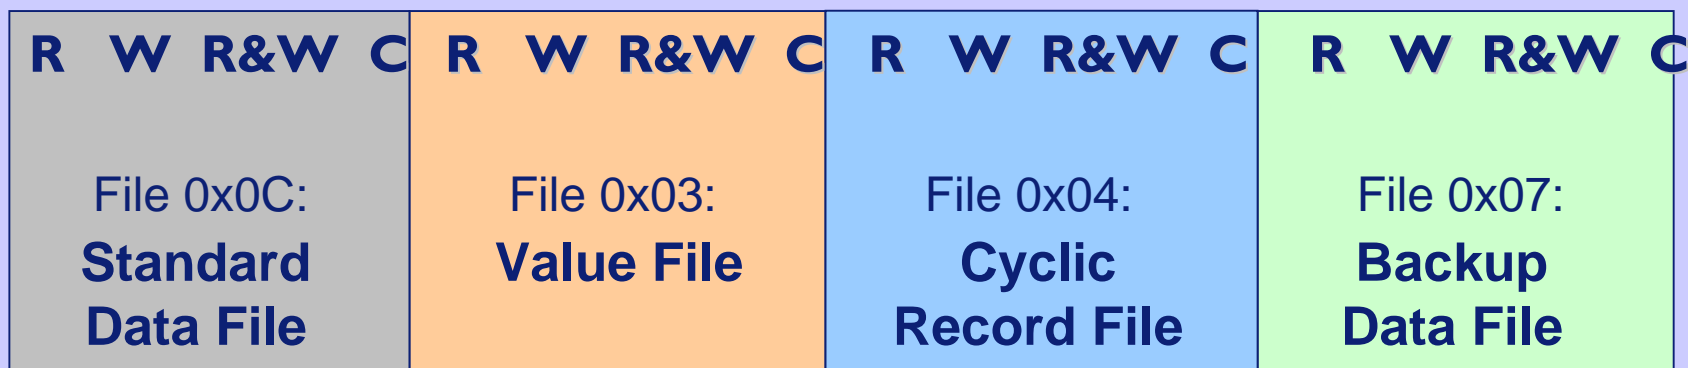 R W R&W C
File 0x0C:
Standard
Data File
R W R&W C
File 0x03:
Value File
R W R&W C
File 0x04:
Cyclic
Record File
R W R&W C
File 0x07:
Backup
Data File